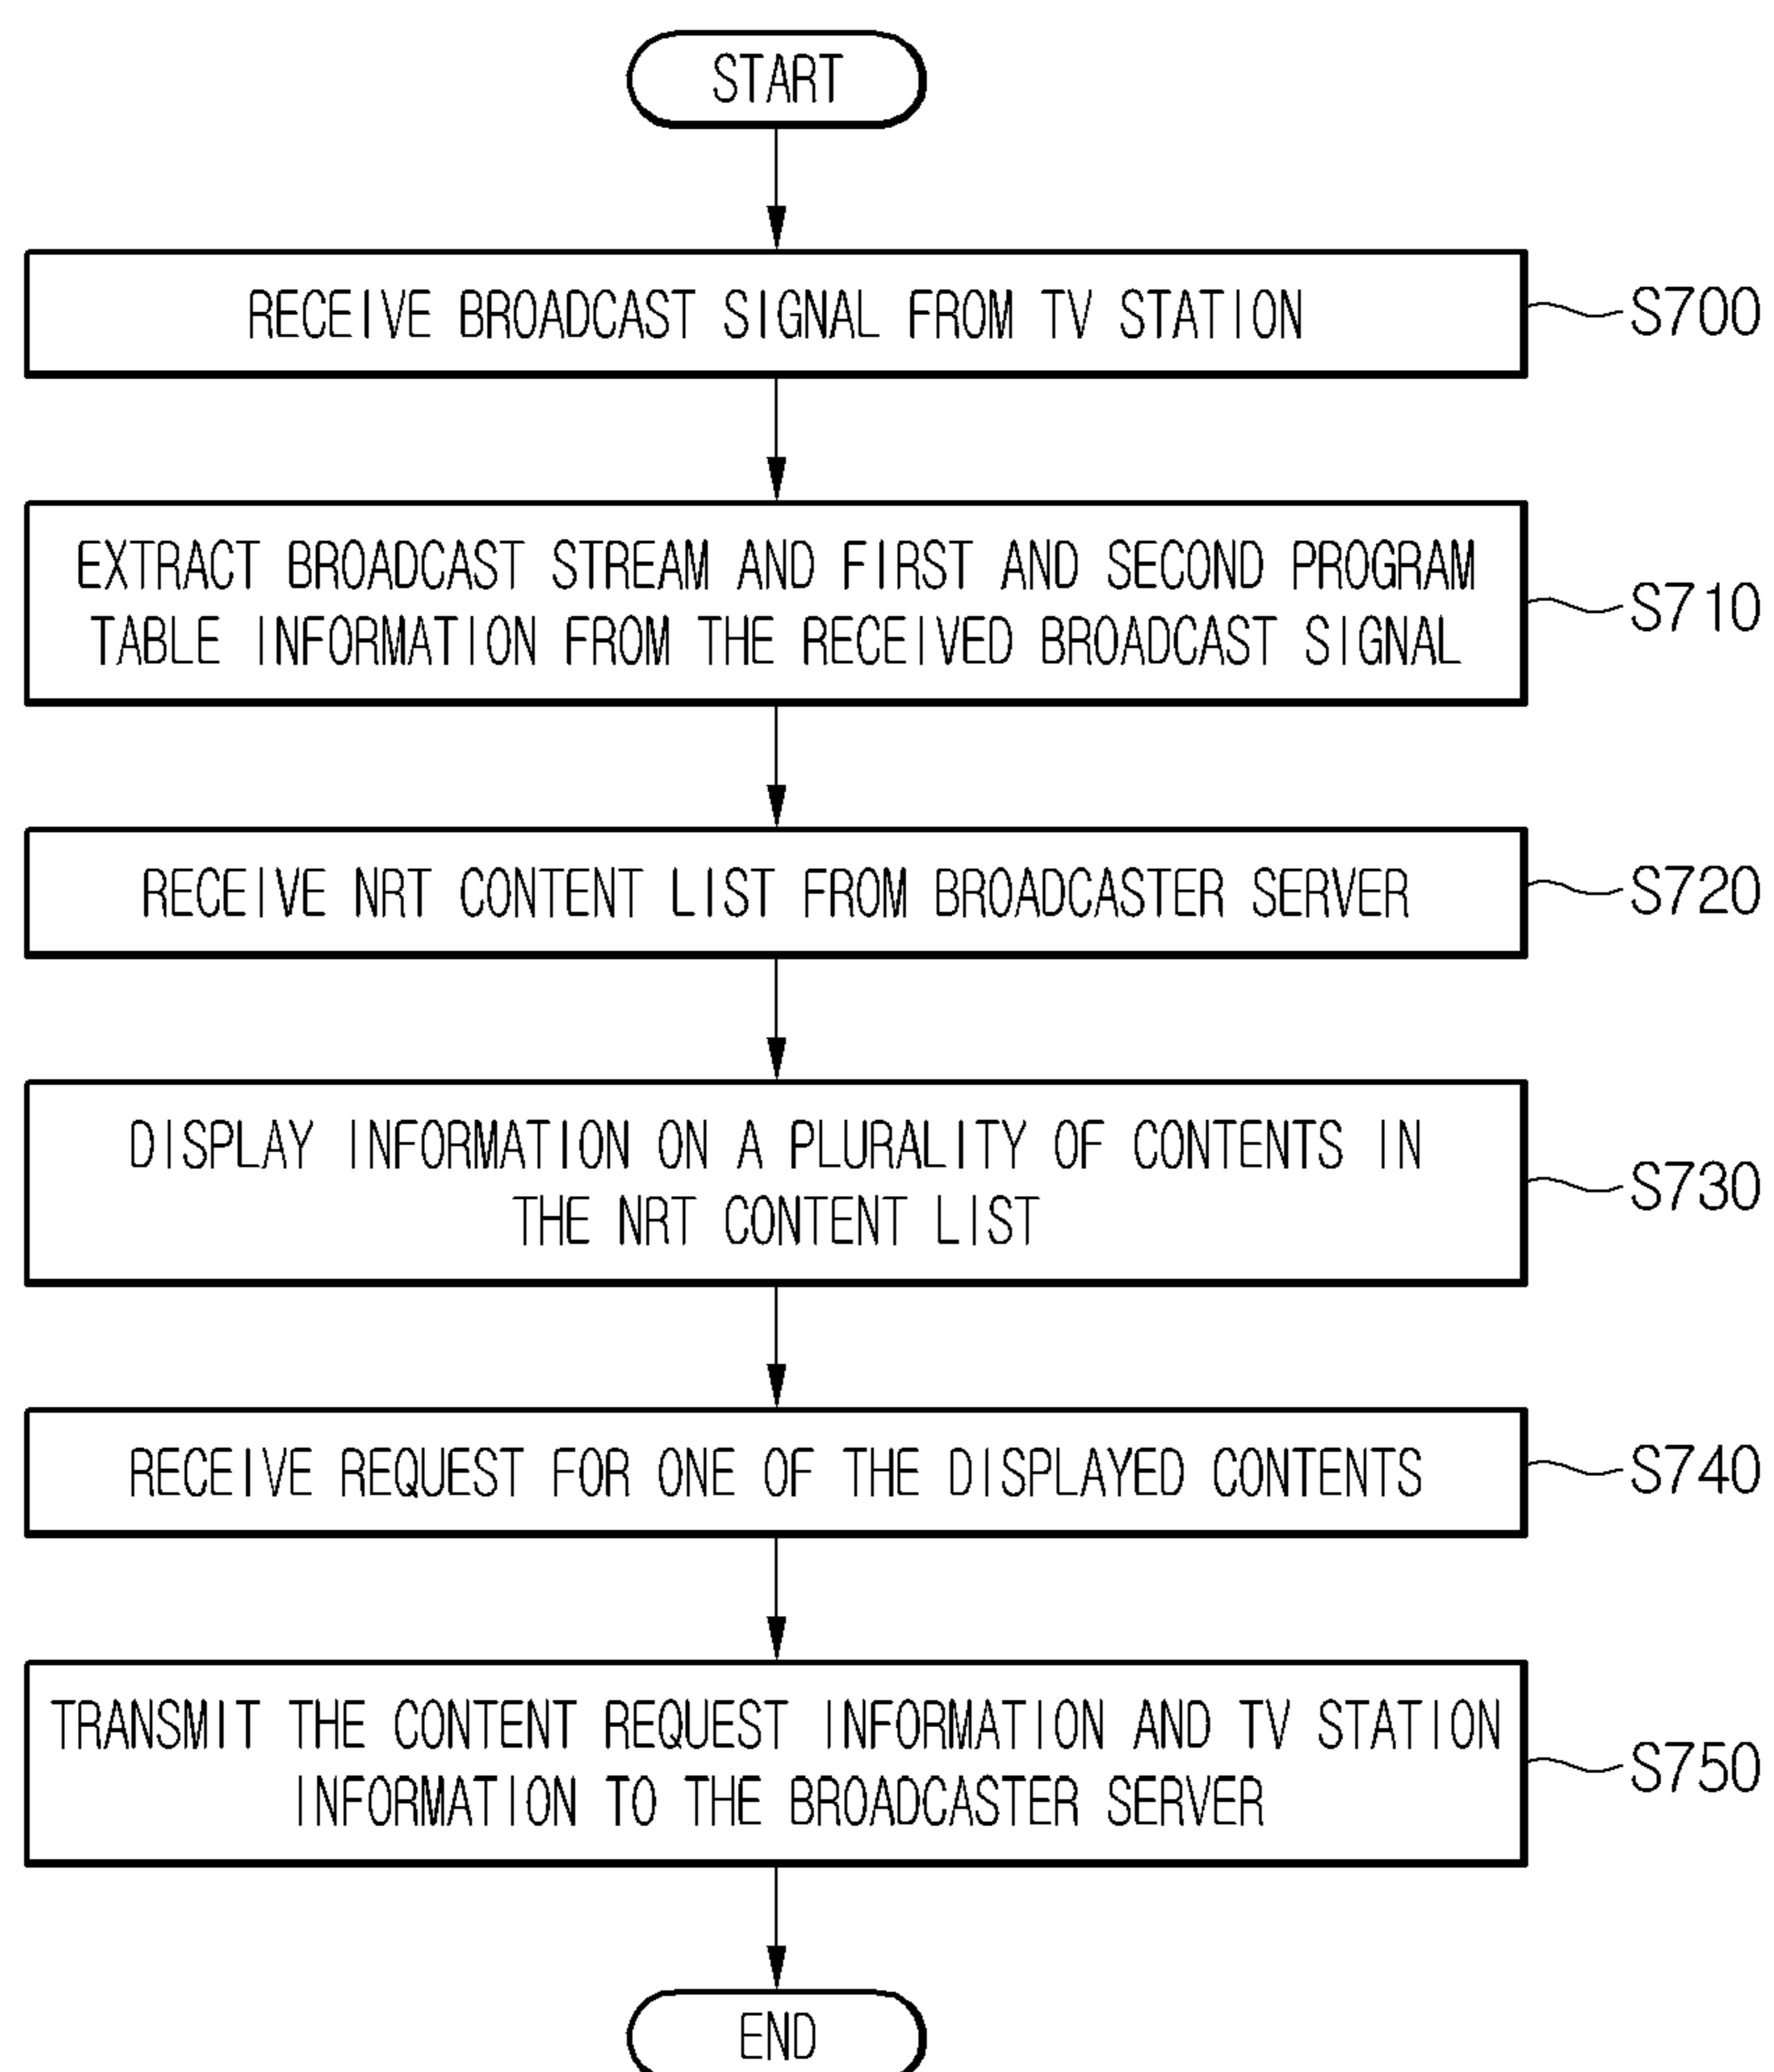 START
RECEIVE BROADCAST SIGNAL FROM TV STATION
S700
EXTRACT BROADCAST STREAM AND FIRST AND SECOND PROGRAM
TABLE INFORMATION FROM THE RECEIVED BROADCAST SIGNAL
S710
RECEIVE NRT CONTENT LIST FROM BROADCASTER SERVER
S720
DISPLAY INFORMATION ON A PLURALITY OF CONTENTS IN
THE NRT CONTENT LIST
S730
RECEIVE REQUEST FOR ONE OF THE DISPLAYED CONTENTS
S740
TRANSMIT THE CONTENT REQUEST INFORMATION AND TV STATION
INFORMATION TO THE BROADCASTER SERVER
S750
END